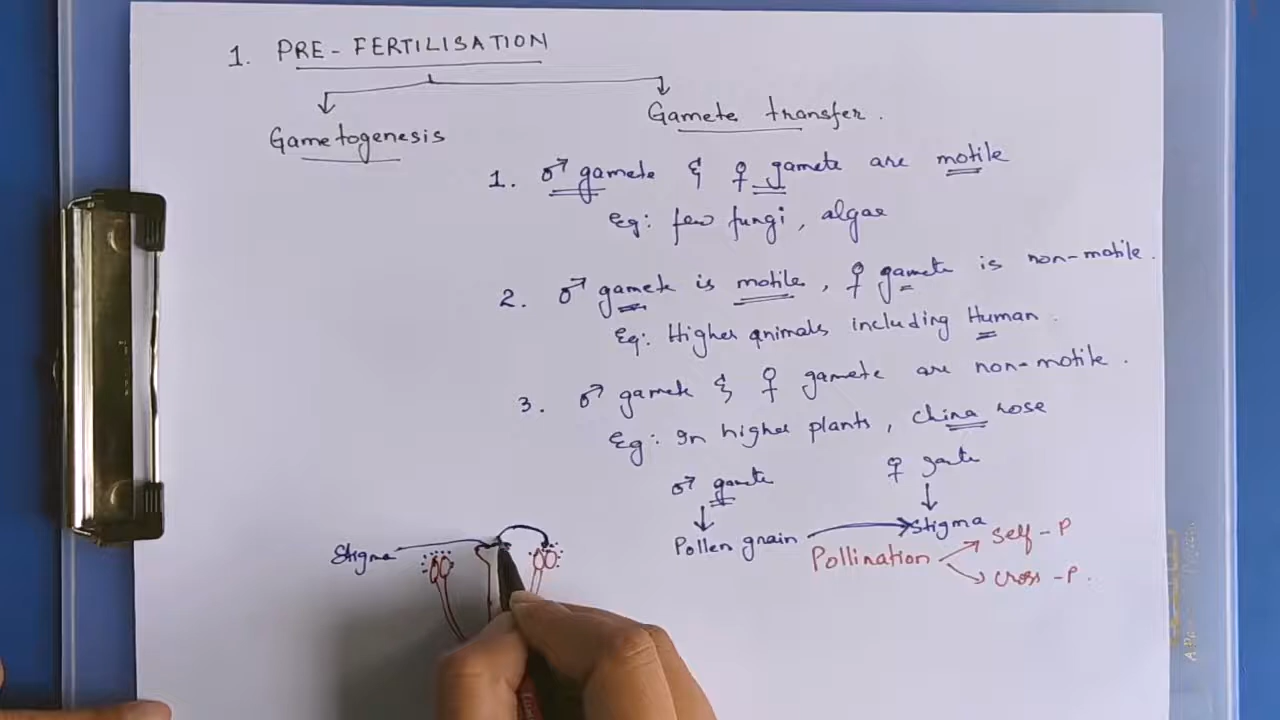 1. PRE - FERTILISATION
Gametogenesis
Gamete transfer.
1. ♂ gamete & ♀ gamete are motile
Eg: few fungi, algae
2. ♂ gamete is motile, ♀ gamete is non-motile.
Eg: Higher animals including Human.
3. ♂ gamete & ♀ gamete are non-motile.
Eg: In higher plants, china rose
♂ gamete
♀
Pollen grain
Stigma
Pollination
self - P
cross - P.
Stigma